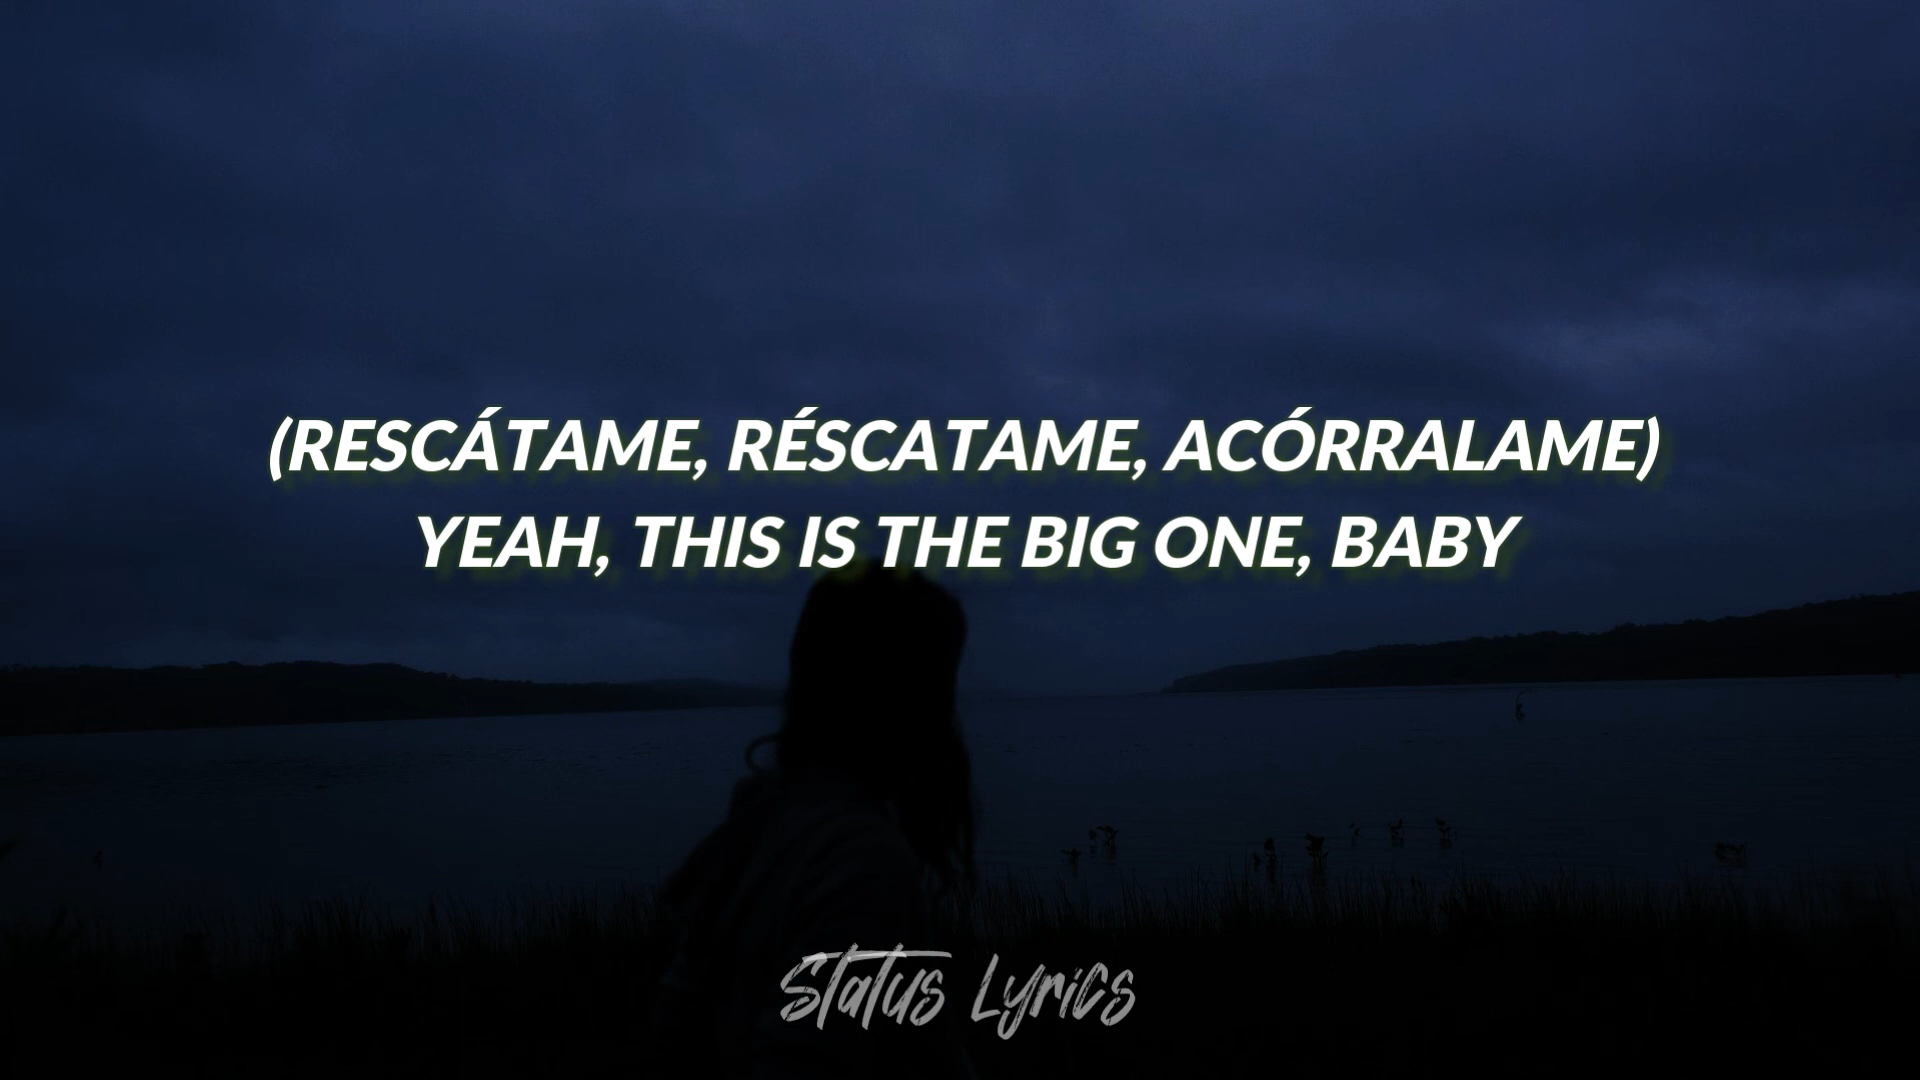 (RESCÁTAME, RÉSCATAME, ACÓRRALAME)
YEAH, THIS IS THE BIG ONE, BABY
Status Lyrics